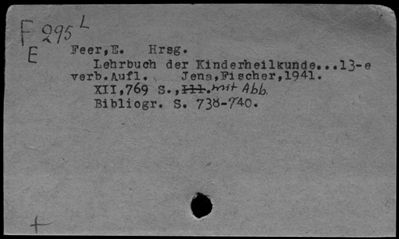 F 295 L
E
Feer,E. Hrsg.
Lehrbuch der Kinderheilkunde...13-e
verb.Aufl. Jena,Fischer,1941.
XII,769 S.,Ill.mit Abb.
Bibliogr. S. 738-740.
+